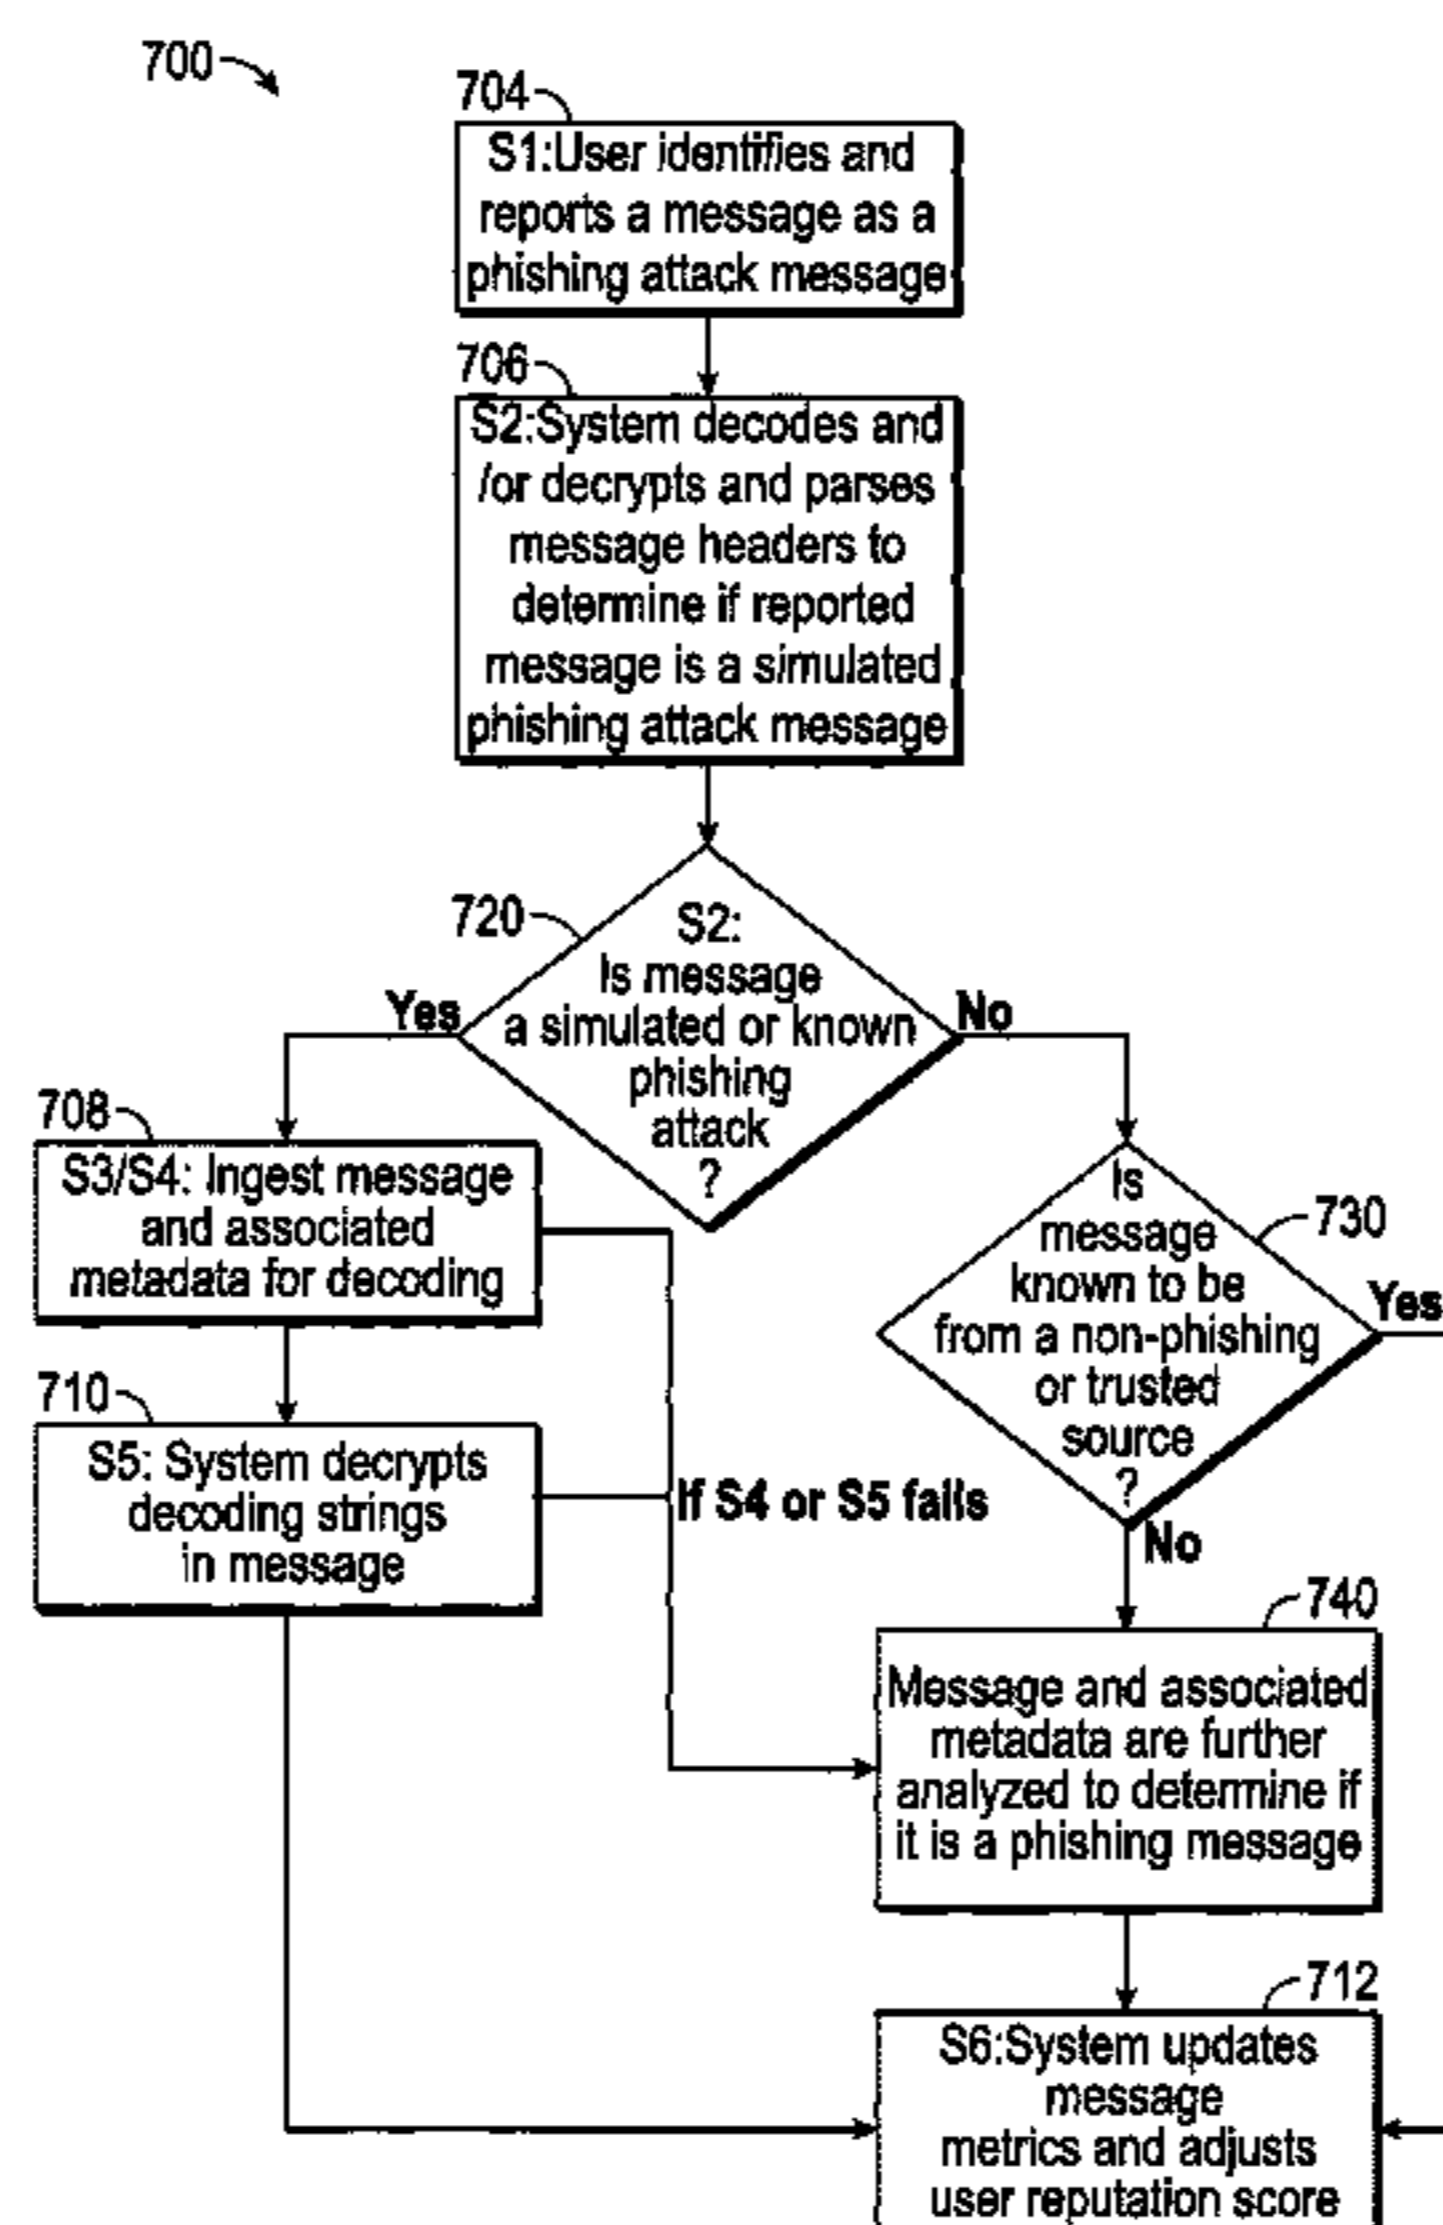 700
704
S1:User identifies and
reports a message as a
phishing attack message
706
S2:System decodes and
/or decrypts and parses
message headers to
determine if reported
message is a simulated
phishing attack message
720
S2:
Is message
a simulated or known
phishing
attack
?
Yes
No
708
S3/S4: Ingest message
and associated
metadata for decoding
730
Is
message
known to be
from a non-phishing
or trusted
source
?
Yes
No
710
S5: System decrypts
decoding strings
in message
If S4 or S5 fails
740
Message and associated
metadata are further
analyzed to determine if
it is a phishing message
712
S6:System updates
message
metrics and adjusts
user reputation score